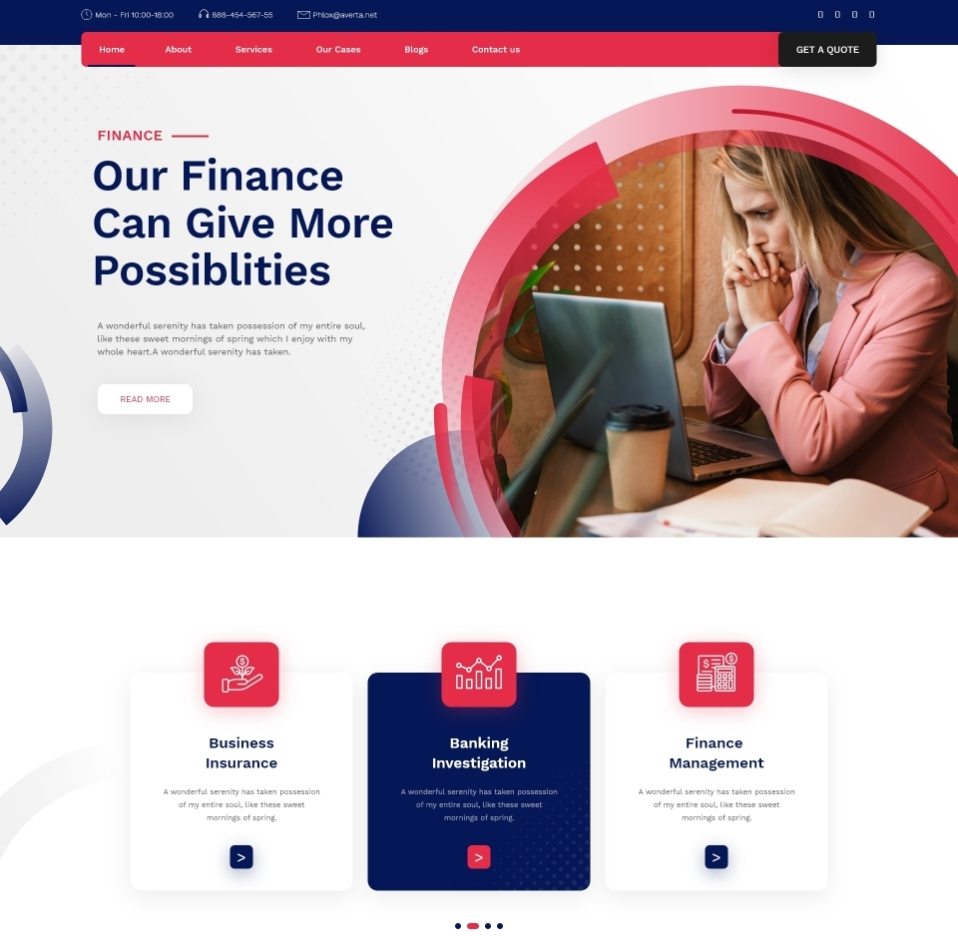 Mon - Fri 10:00-18:00 888-454-567-55 Phlox@averta.net
Home About Services Our Cases Blogs Contact us GET A QUOTE
FINANCE
Our Finance
Can Give More
Possiblities
A wonderful serenity has taken possession of my entire soul,
like these sweet mornings of spring which I enjoy with my
whole heart.A wonderful serenity has taken.
READ MORE
Business
Insurance
A wonderful serenity has taken possession
of my entire soul, like these sweet
mornings of spring.
>
Banking
Investigation
A wonderful serenity has taken possession
of my entire soul, like these sweet
mornings of spring.
>
Finance
Management
A wonderful serenity has taken possession
of my entire soul, like these sweet
mornings of spring.
>